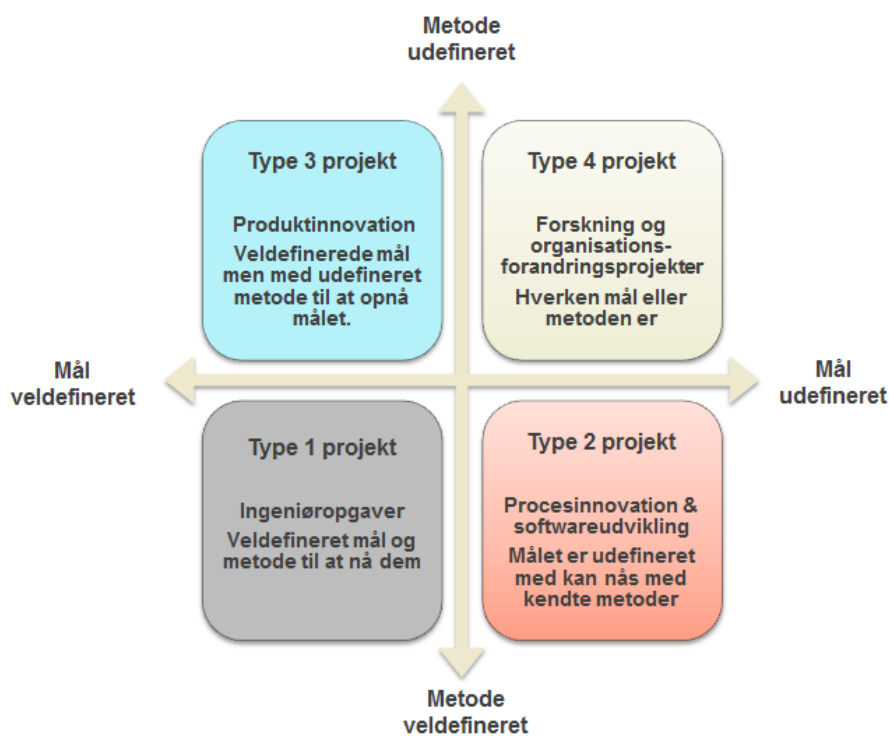 Metode
udefineret
Type 3 projekt
Produktinnovation
Veldefinerede mål
men med udefineret
metode til at opnå
målet.
Type 4 projekt
Forskning og
organisations-
forandringsprojekter
Hverken mål eller
metoden er
Mål
veldefineret
Mål
udefineret
Type 1 projekt
Ingeniøropgaver
Veldefineret mål og
metode til at nå dem
Type 2 projekt
Procesinnovation &
softwareudvikling
Målet er udefineret
med kan nås med
kendte metoder
Metode
veldefineret